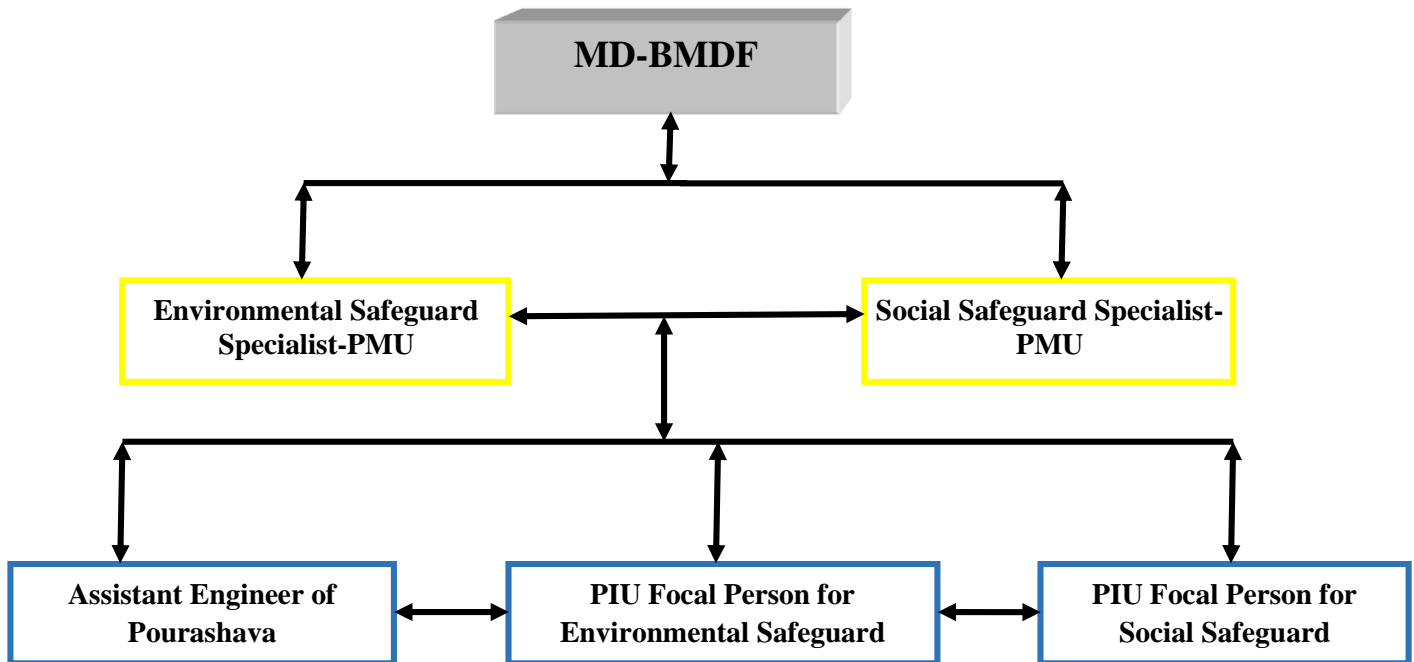 MD-BMDF
Environmental Safeguard
Specialist-PMU
Social Safeguard Specialist-
PMU
Assistant Engineer of
Pourashava
PIU Focal Person for
Environmental Safeguard
PIU Focal Person for
Social Safeguard